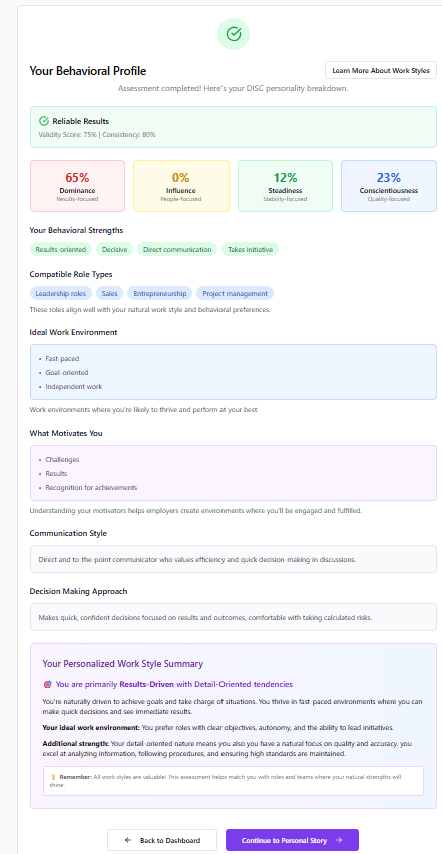 Your Behavioral Profile
Learn More About Work Styles
Assessment completed! Here's your DISC personality breakdown.
Reliable Results
Validity Score: 75% | Consistency: 80%
65%
Dominance
Results-focused
0%
Influence
People-focused
12%
Steadiness
Stability-focused
23%
Conscientiousness
Quality-focused
Your Behavioral Strengths
Results-oriented
Decisive
Direct communication
Takes initiative
Compatible Role Types
Leadership roles
Sales
Entrepreneurship
Project management
These roles align well with your natural work style and behavioral preferences.
Ideal Work Environment
• Fast-paced
• Goal-oriented
• Independent work
Work environments where you're likely to thrive and perform at your best.
What Motivates You
• Challenges
• Results
• Recognition for achievements
Understanding your motivators helps employers create environments where you'll be engaged and fulfilled.
Communication Style
Direct and to-the-point communicator who values efficiency and quick decision-making in discussions.
Decision Making Approach
Makes quick, confident decisions focused on results and outcomes, comfortable with taking calculated risks.
Your Personalized Work Style Summary
🎯 You are primarily Results-Driven with Detail-Oriented tendencies
You're naturally driven to achieve goals and take charge of situations. You thrive in fast-paced environments where you can
make quick decisions and see immediate results.
Your ideal work environment: You prefer roles with clear objectives, autonomy, and the ability to lead initiatives.
Additional strength: Your detail-oriented nature means you also you have a natural focus on quality and accuracy. you
excel at analyzing information, following procedures, and ensuring high standards are maintained.
💡 Remember: All work styles are valuable! This assessment helps match you with roles and teams where your natural strengths will
shine.
← Back to Dashboard
Continue to Personal Story →